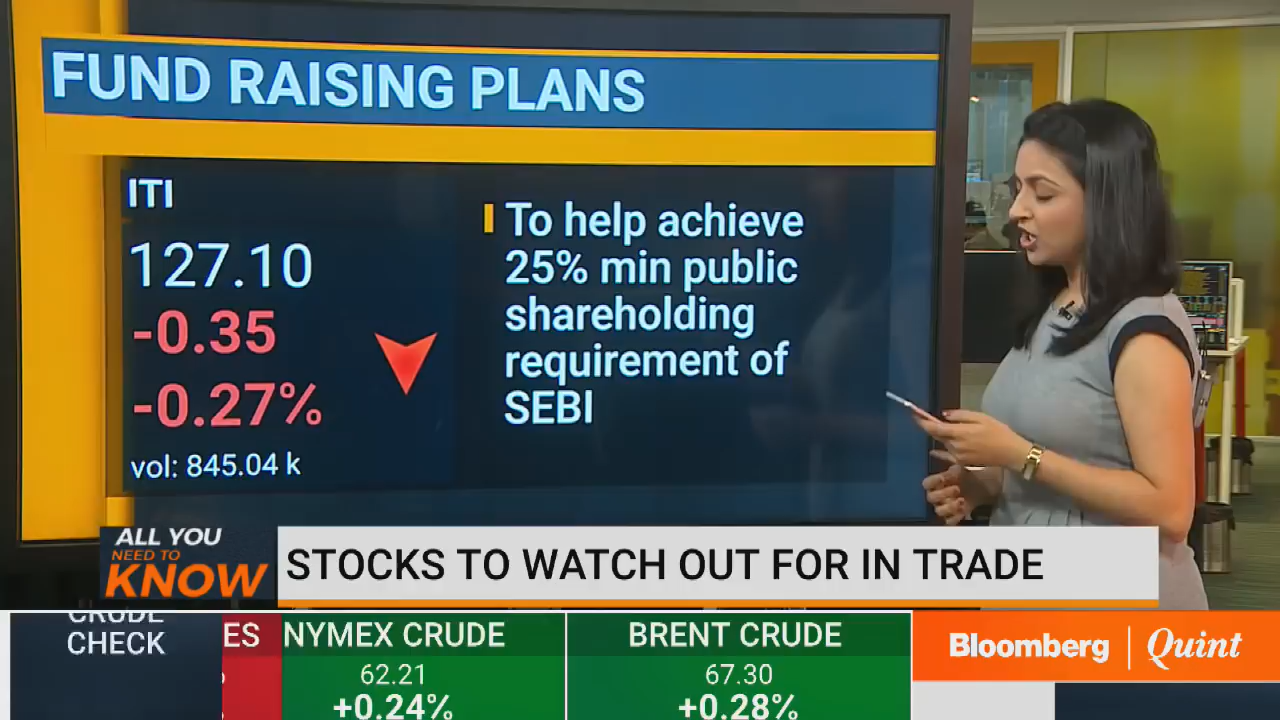 FUND RAISING PLANS
ITI
127.10
-0.35
-0.27%
vol: 845.04 k
To help achieve
25% min public
shareholding
requirement of
SEBI
ALL YOU
NEED TO
KNOW
STOCKS TO WATCH OUT FOR IN TRADE
CRUDE
CHECK
ES
NYMEX CRUDE
62.21
+0.24%
BRENT CRUDE
67.30
+0.28%
Bloomberg | Quint